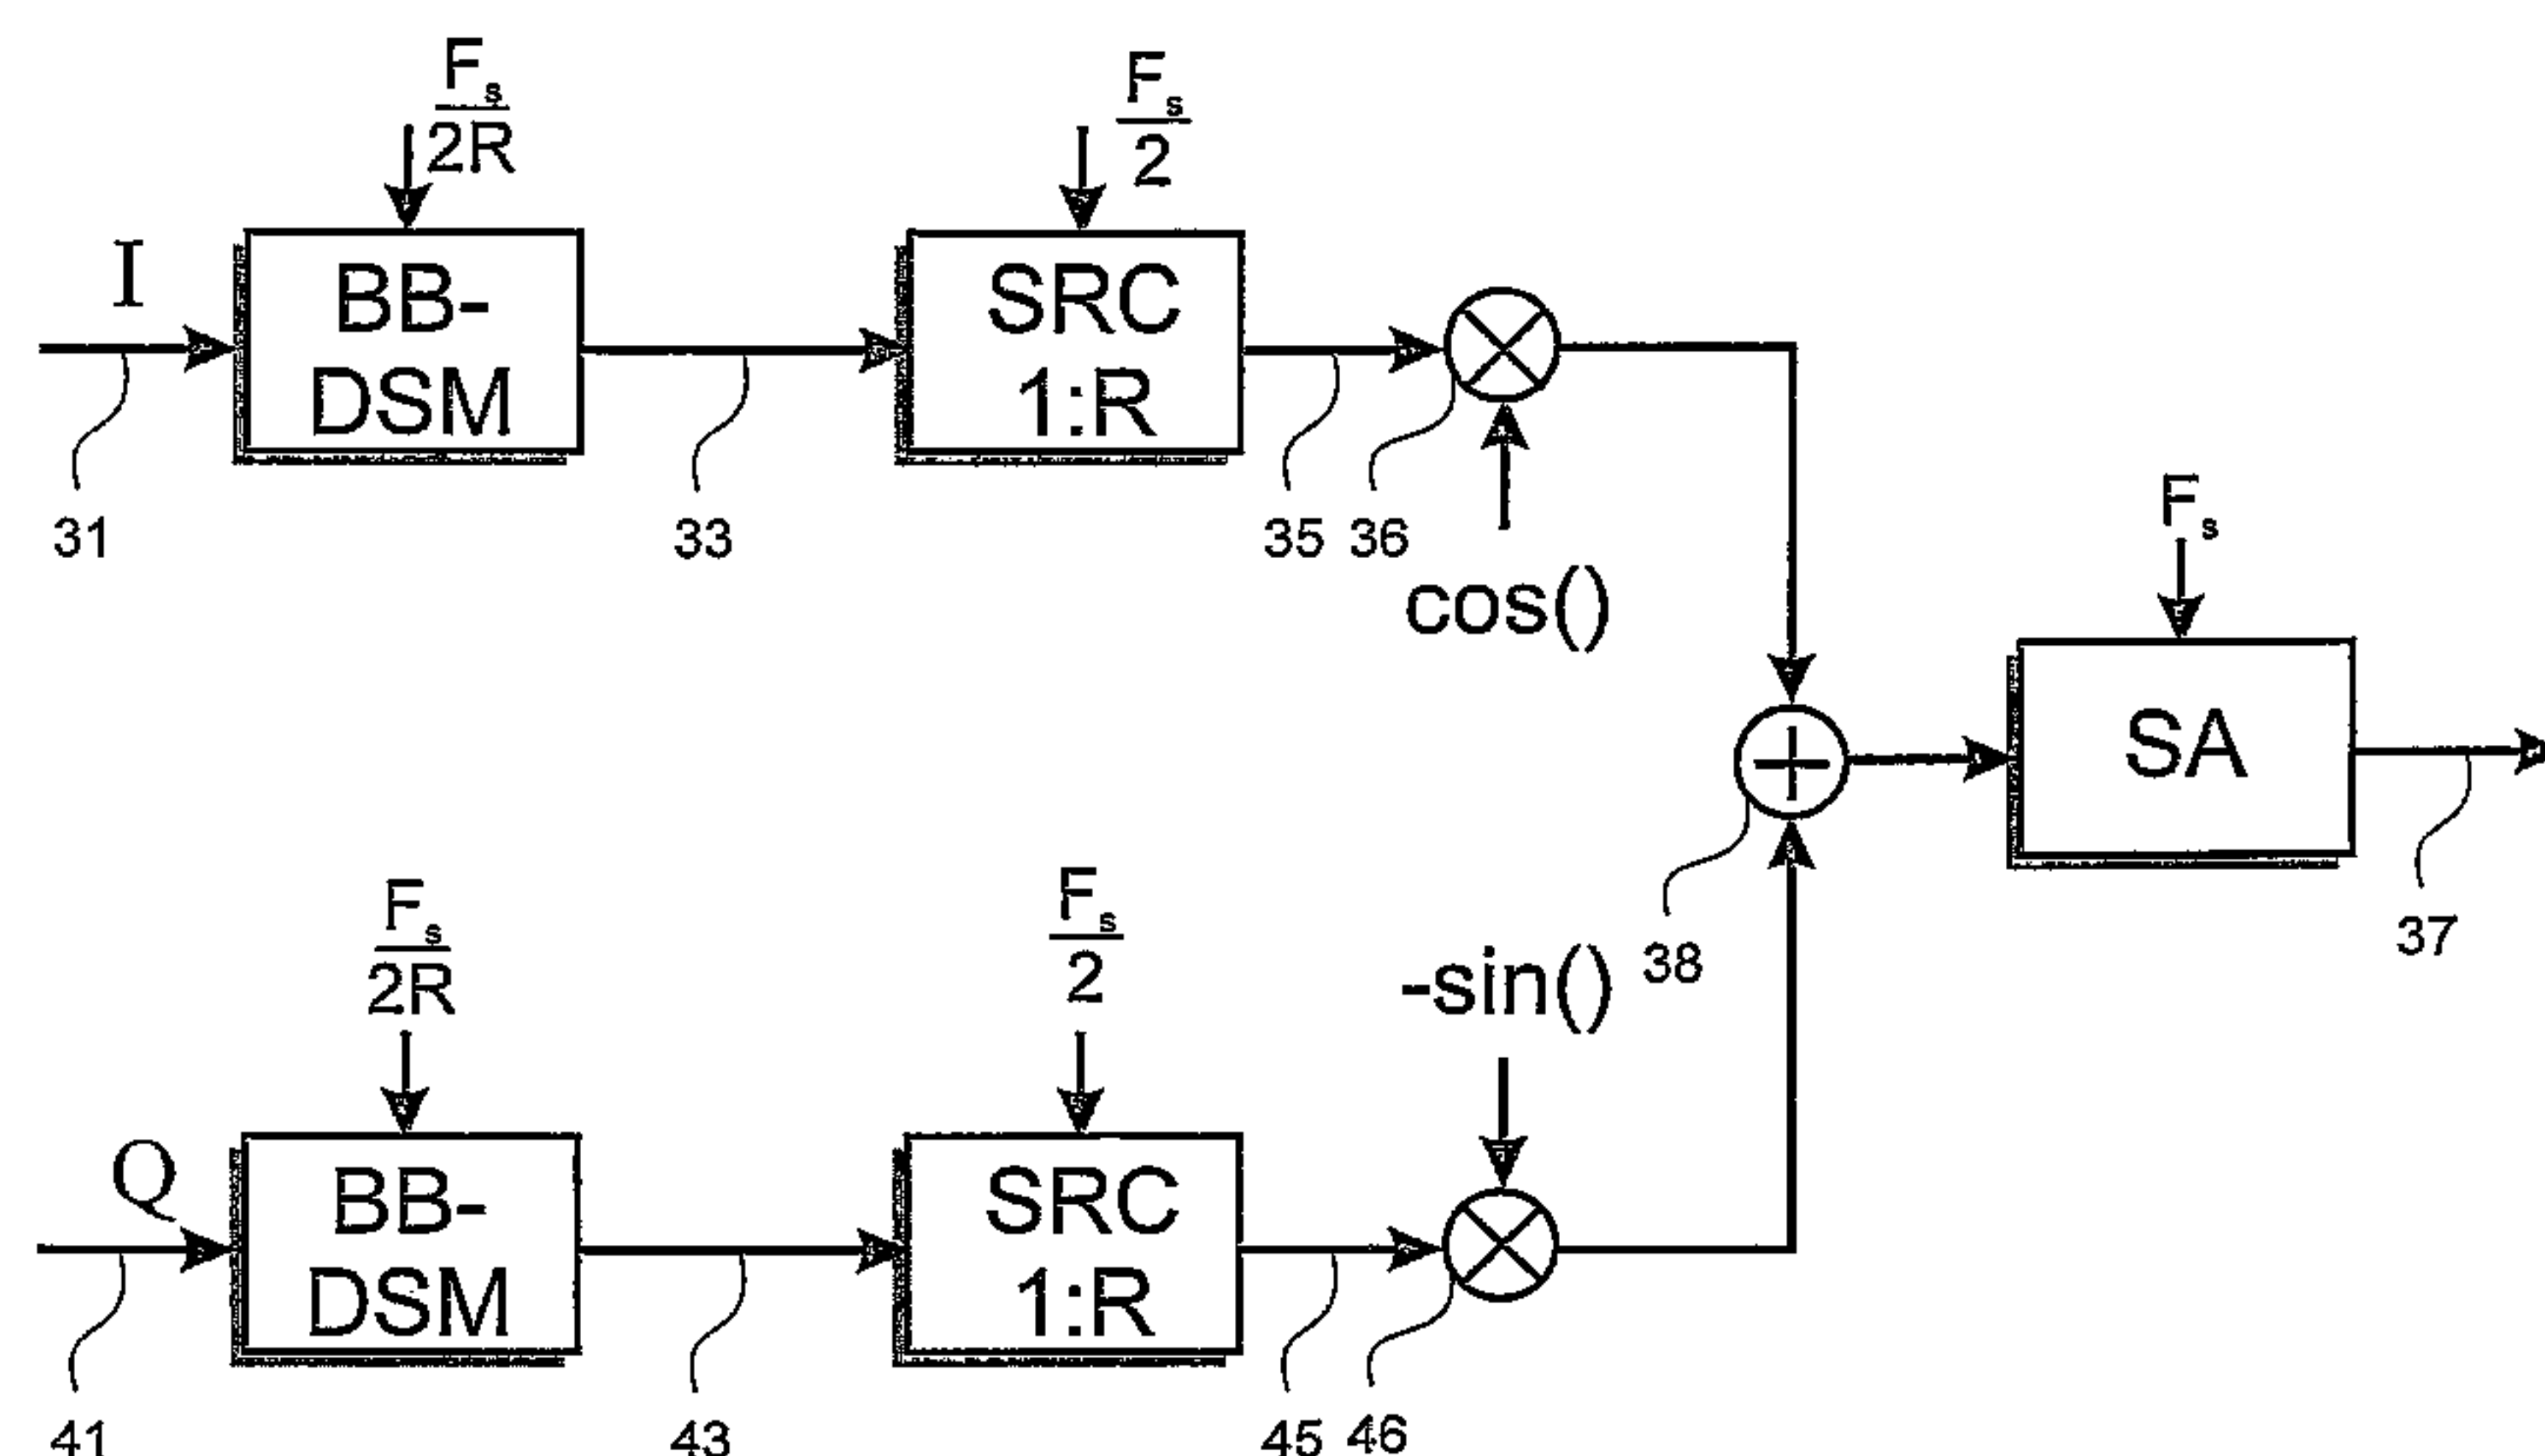 F_s
2R
F_s
2
I
BB-
DSM
SRC
1:R
31
33
35
36
cos()
F_s
SA
37
38
F_s
2R
F_s
2
-sin()
Q
BB-
DSM
SRC
1:R
41
43
45
46